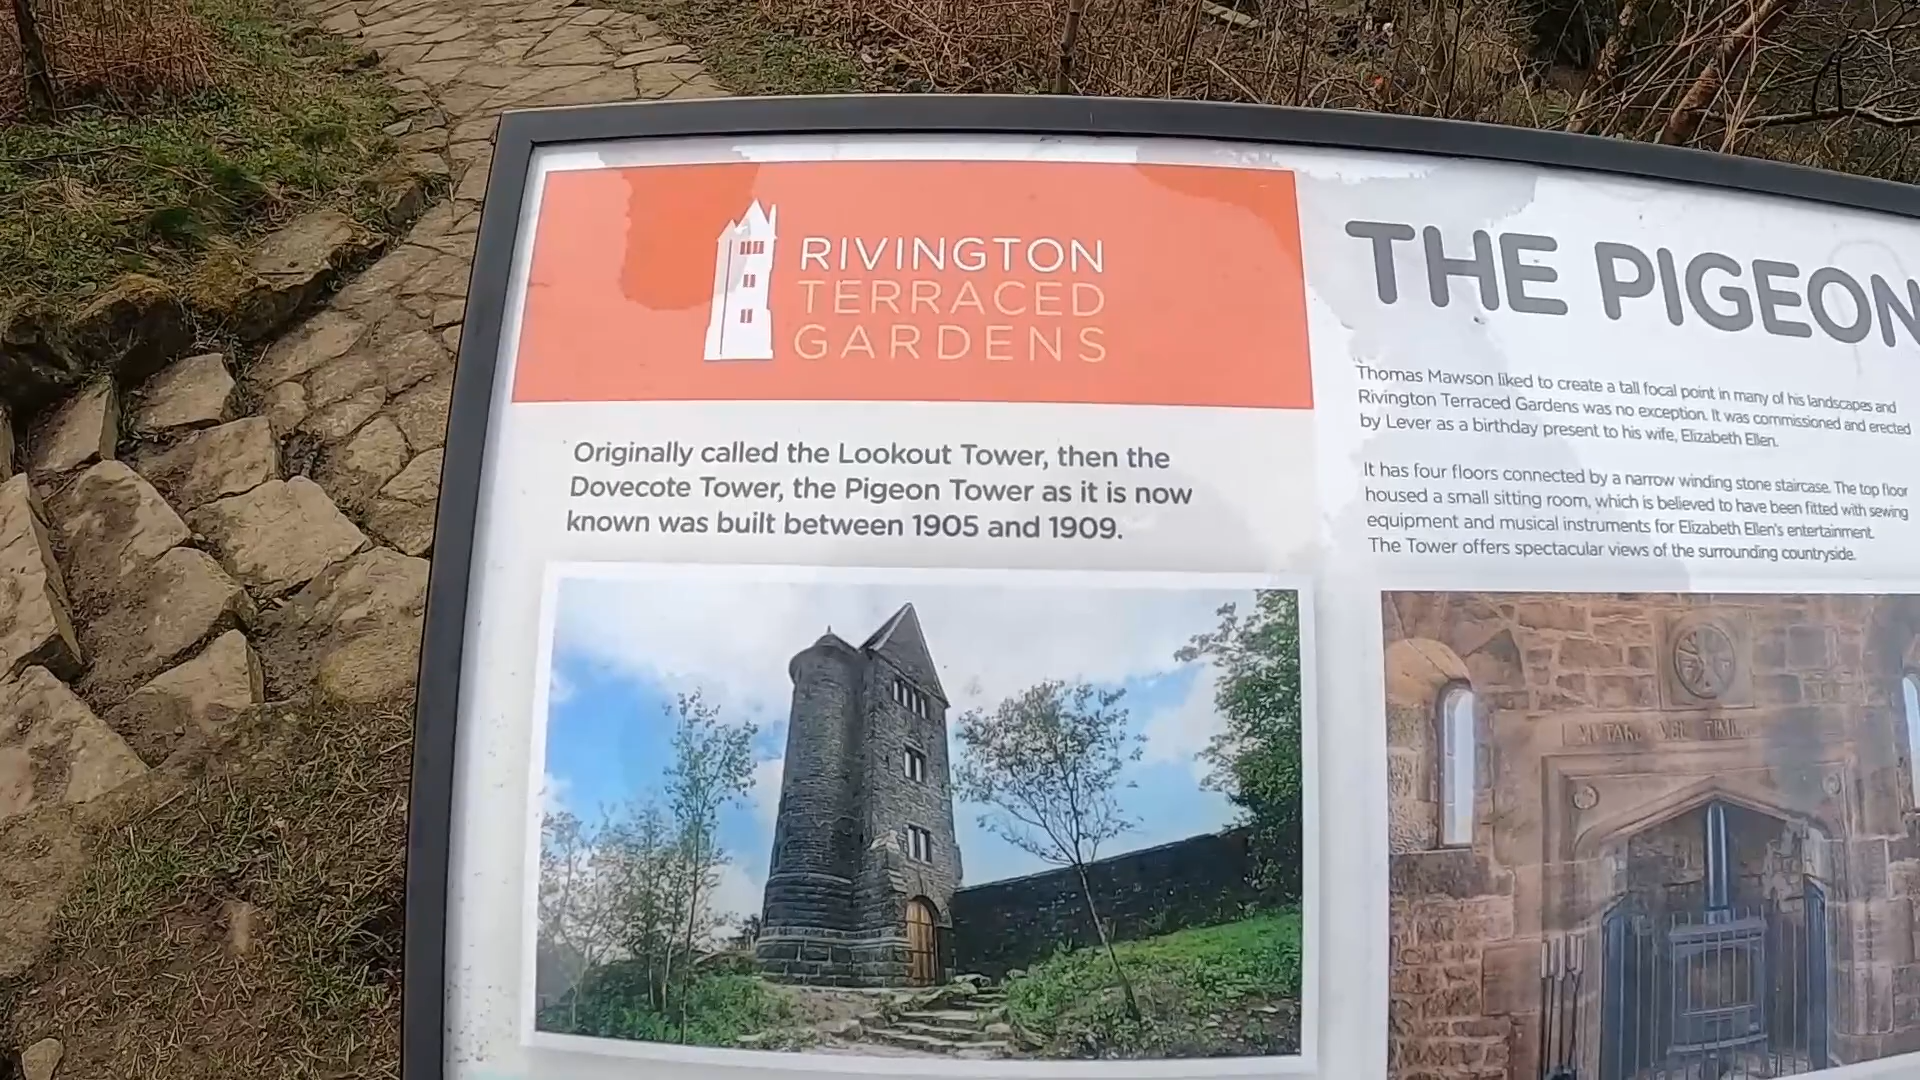 RIVINGTON
TERRACED
GARDENS
Originally called the Lookout Tower, then the
Dovecote Tower, the Pigeon Tower as it is now
known was built between 1905 and 1909.
THE PIGEON
Thomas Mawson liked to create a tall focal point in many of his landscapes and
Rivington Terraced Gardens was no exception. It was commissioned and erected
by Lever as a birthday present to his wife, Elizabeth Ellen.
It has four floors connected by a narrow winding stone staircase. The top floor
housed a small sitting room, which is believed to have been fitted with sewing
equipment and musical instruments for Elizabeth Ellen's entertainment.
The Tower offers spectacular views of the surrounding countryside.